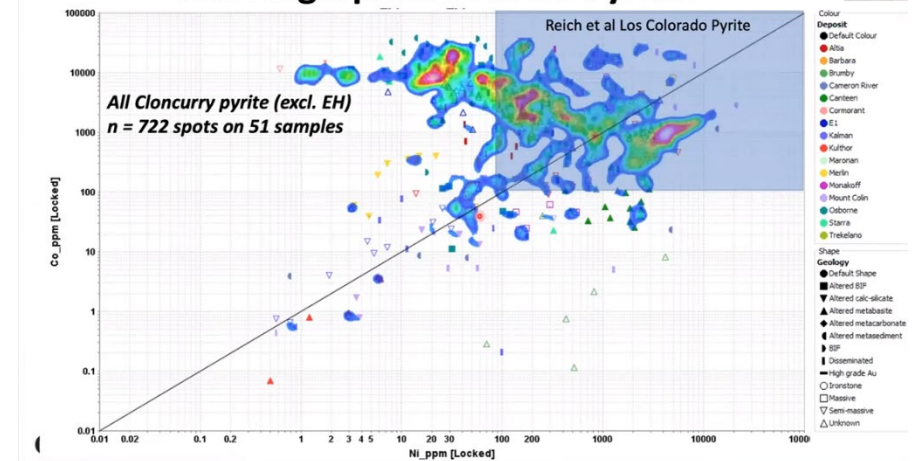 Reich et al Los Colorado Pyrite
All Cloncurry pyrite (excl. EH)
n = 722 spots on 51 samples
Co_ppm [Locked]
100000
10000
1000
100
10
1
0.1
0.01
0.01 0.02 0.1 0.2 1 2 3 4 5 10 20 30 100 200 1000 10000 1000
Ni_ppm [Locked]
Colour
Deposit
Default Colour
Altia
Barbara
Brumby
Cameron River
Canteen
Cormorant
E1
Kalman
Kulthor
Maronan
Merlin
Monakoff
Mount Colin
Osborne
Starra
Trekelano
Shape
Geology
Default Shape
Altered BIF
Altered calc-silicate
Altered metabasite
Altered metacarbonate
Altered metasediment
BIF
Disseminated
High grade Au
Ironstone
Massive
Semi-massive
Unknown